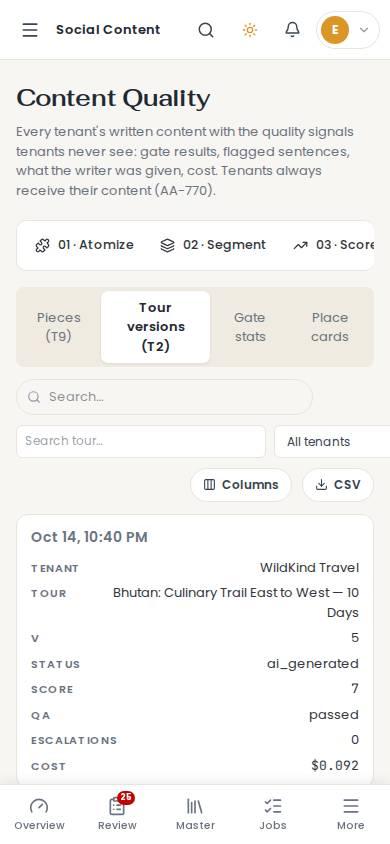 Social Content
E
Content Quality
Every tenant's written content with the quality signals
tenants never see: gate results, flagged sentences,
what the writer was given, cost. Tenants always
receive their content (AA-770).
01 · Atomize
02 · Segment
03 · Score
Pieces
(T9)
Tour
versions
(T2)
Gate
stats
Place
cards
Search...
Search tour...
All tenants
Columns
CSV
Oct 14, 10:40 PM
TENANT WildKind Travel
TOUR Bhutan: Culinary Trail East to West — 10
Days
V 5
STATUS ai_generated
SCORE 7
QA passed
ESCALATIONS 0
COST $0.092
25
Overview
Review
Master
Jobs
More